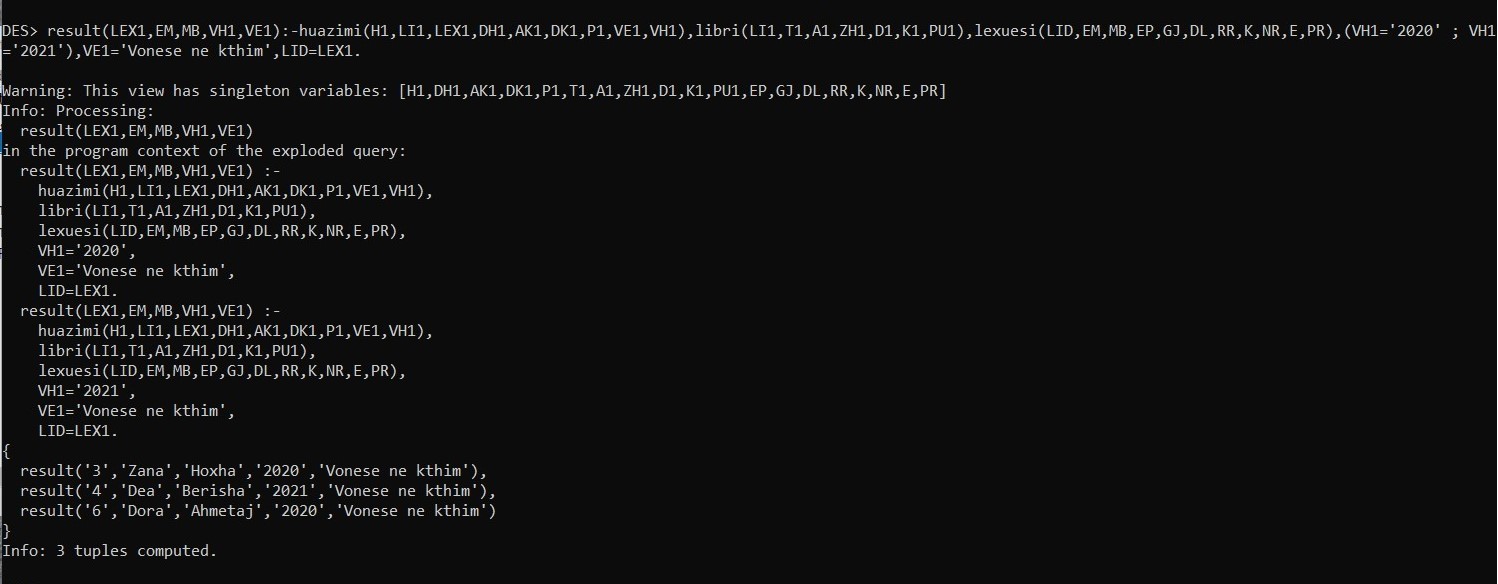 DES> result(LEX1,EM,MB,VH1,VE1):-huazimi(H1,LI1,LEX1,DH1,AK1,DK1,P1,VE1,VH1),libri(LI1,T1,A1,ZH1,D1,K1,PU1),lexuesi(LID,EM,MB,EP,GJ,DL,RR,K,NR,E,PR),(VH1='2020' ; VH1
='2021'),VE1='Vonese ne kthim',LID=LEX1.
Warning: This view has singleton variables: [H1,DH1,AK1,DK1,P1,T1,A1,ZH1,D1,K1,PU1,EP,GJ,DL,RR,K,NR,E,PR]
Info: Processing:
  result(LEX1,EM,MB,VH1,VE1)
in the program context of the exploded query:
  result(LEX1,EM,MB,VH1,VE1) :-
    huazimi(H1,LI1,LEX1,DH1,AK1,DK1,P1,VE1,VH1),
    libri(LI1,T1,A1,ZH1,D1,K1,PU1),
    lexuesi(LID,EM,MB,EP,GJ,DL,RR,K,NR,E,PR),
    VH1='2020',
    VE1='Vonese ne kthim',
    LID=LEX1.
  result(LEX1,EM,MB,VH1,VE1) :-
    huazimi(H1,LI1,LEX1,DH1,AK1,DK1,P1,VE1,VH1),
    libri(LI1,T1,A1,ZH1,D1,K1,PU1),
    lexuesi(LID,EM,MB,EP,GJ,DL,RR,K,NR,E,PR),
    VH1='2021',
    VE1='Vonese ne kthim',
    LID=LEX1.
{
  result('3','Zana','Hoxha','2020','Vonese ne kthim'),
  result('4','Dea','Berisha','2021','Vonese ne kthim'),
  result('6','Dora','Ahmetaj','2020','Vonese ne kthim')
}
Info: 3 tuples computed.